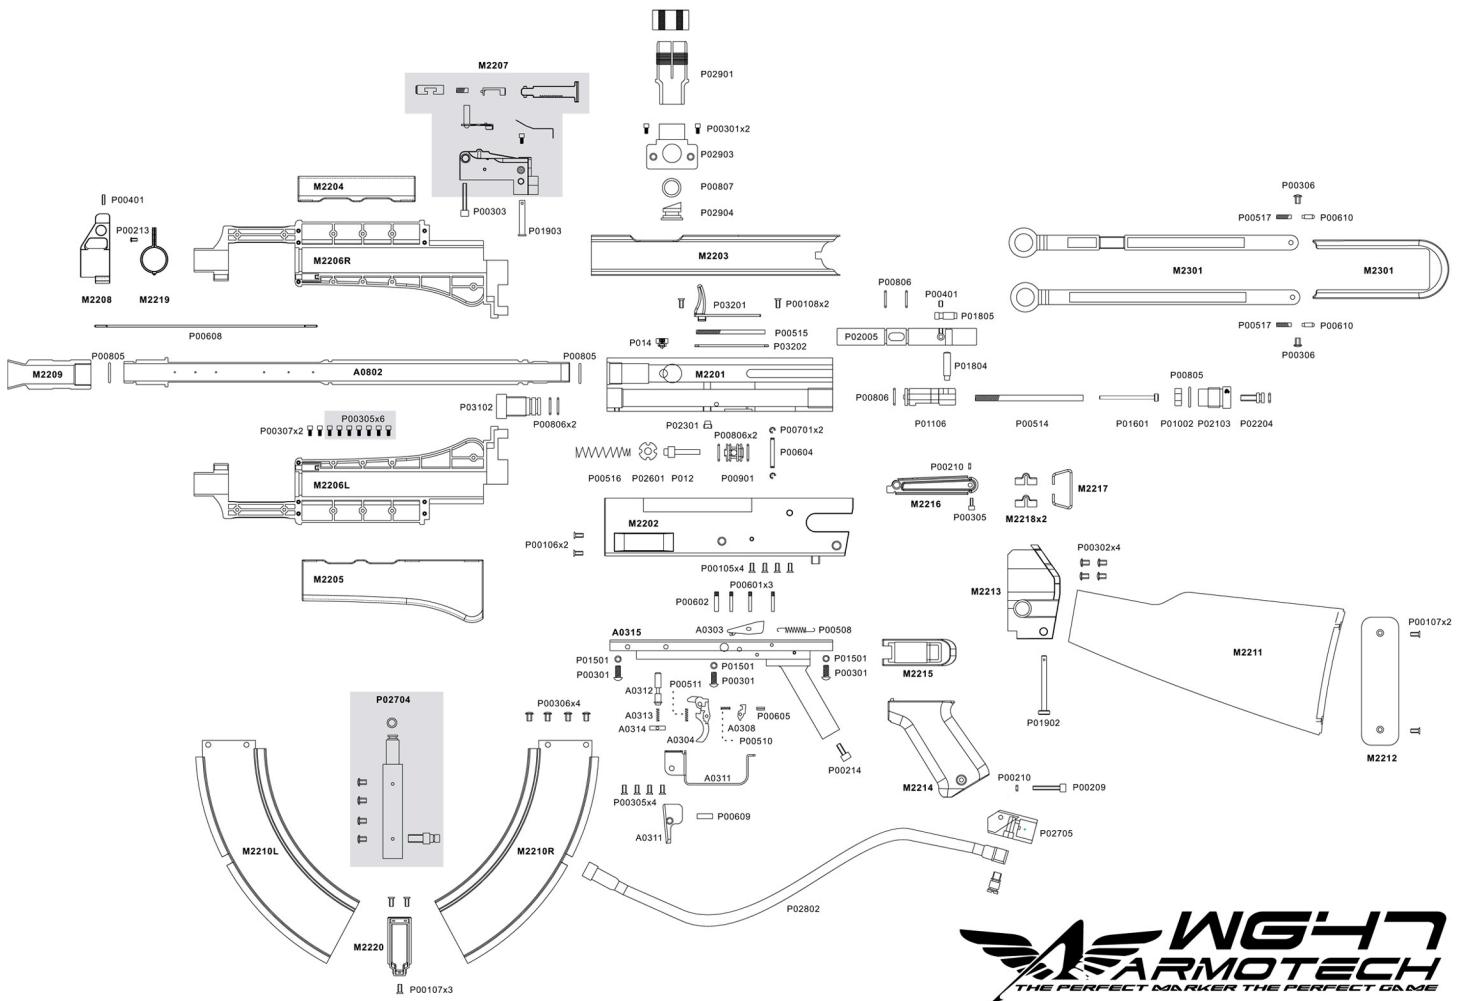 M2207
P02901
P00301x2
P02903
P00807
P02904
M2204
P00401
P00213
P00303
P01903
M2206R
M2208
M2219
M2203
P00306
P00517
P00610
M2301
M2301
P00517
P00610
P00306
P00806
P00401
P01805
P02005
P03201
P00108x2
P00515
P014
P03202
P00608
P00805
P00805
M2209
A0802
M2201
P01804
P00805
P03102
P00806x2
P00806
P01106
P00514
P01601
P01002
P02103
P02204
P00305x6
P00307x2
P02301
P00701x2
P00806x2
P00604
P00516
P02601
P012
P00901
M2206L
P00210
M2216
P00305
M2217
M2218x2
M2202
P00106x2
P00105x4
P00302x4
M2213
M2205
P00601x3
P00602
A0303
P00508
A0315
P01501
P00301
P01501
P00301
P01501
P00301
M2215
M2211
P00107x2
A0312
P00511
A0313
A0314
A0304
A0308
P00605
P00510
P01902
M2212
P02704
P00306x4
P00214
A0311
P00305x4
M2214
P00210
P00209
P00609
A0311
P02705
M2210L
M2210R
P02802
M2220
P00107x3
WG47
ARMOTECH
THE PERFECT MARKER THE PERFECT GAME